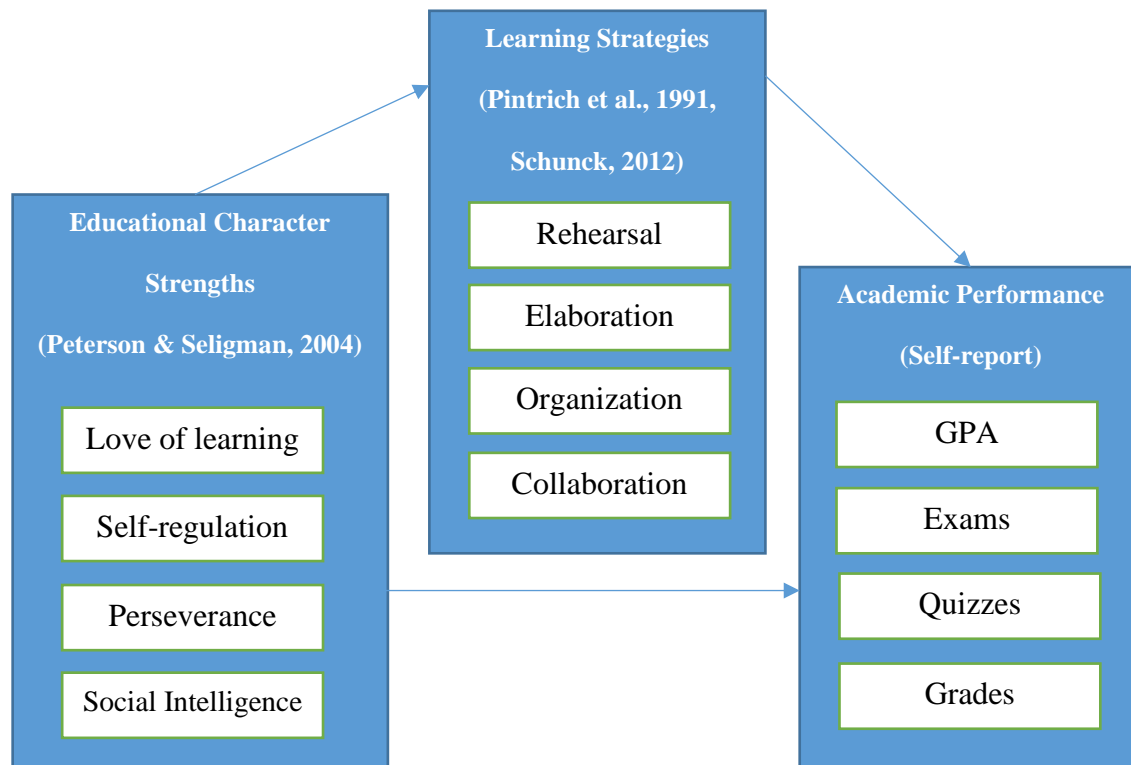 Learning Strategies
(Pintrich et al., 1991,
Schunck, 2012)
Rehearsal
Elaboration
Organization
Collaboration
Educational Character
Strengths
(Peterson & Seligman, 2004)
Love of learning
Self-regulation
Perseverance
Social Intelligence
Academic Performance
(Self-report)
GPA
Exams
Quizzes
Grades